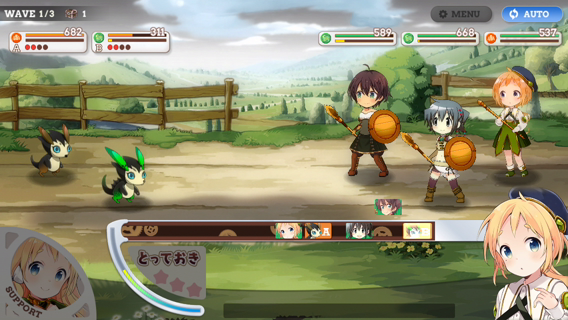 WAVE 1/3 1
MENU
AUTO
682
311
A
B
589
668
537
A
とっておき
SUPPORT